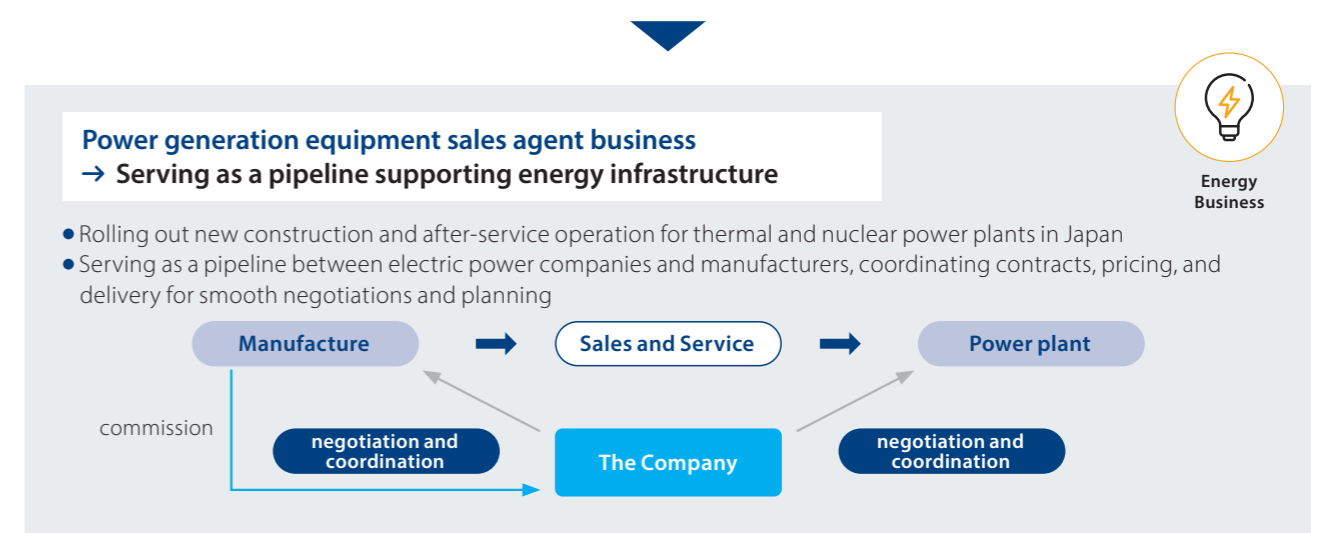 Power generation equipment sales agent business
→ Serving as a pipeline supporting energy infrastructure
Energy
Business
● Rolling out new construction and after-service operation for thermal and nuclear power plants in Japan
● Serving as a pipeline between electric power companies and manufacturers, coordinating contracts, pricing, and
delivery for smooth negotiations and planning
Manufacture
Sales and Service
Power plant
commission
negotiation and
coordination
The Company
negotiation and
coordination